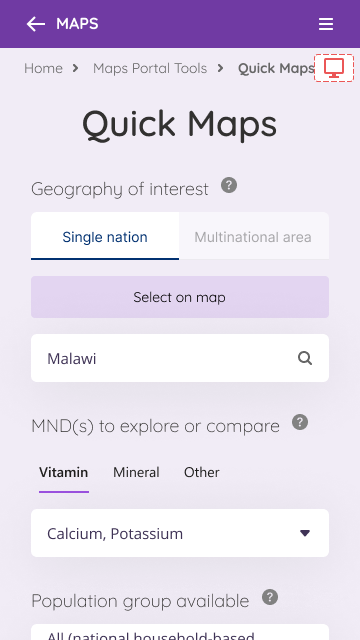 MAPS
Home > Maps Portal Tools > Quick Maps
Quick Maps
Geography of interest ?
Single nation Multinational area
Select on map
Malawi
MND(s) to explore or compare ?
Vitamin Mineral Other
Calcium, Potassium
Population group available ?
All (national household-based